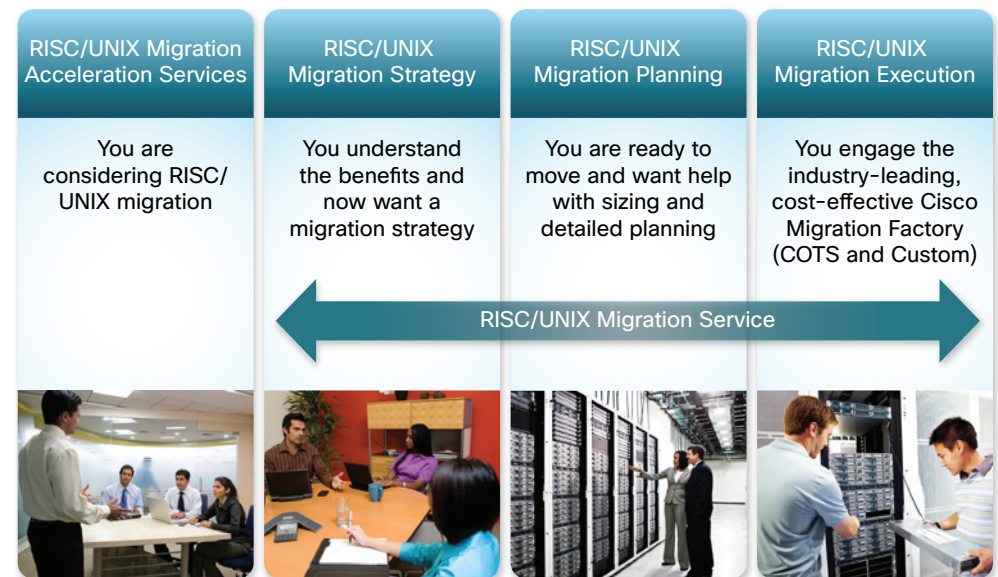 RISC/UNIX Migration
Acceleration Services
You are
considering RISC/
UNIX migration
RISC/UNIX
Migration Strategy
You understand
the benefits and
now want a
migration strategy
RISC/UNIX
Migration Planning
You are ready to
move and want help
with sizing and
detailed planning
RISC/UNIX
Migration Execution
You engage the
industry-leading,
cost-effective Cisco
Migration Factory
(COTS and Custom)
RISC/UNIX Migration Service